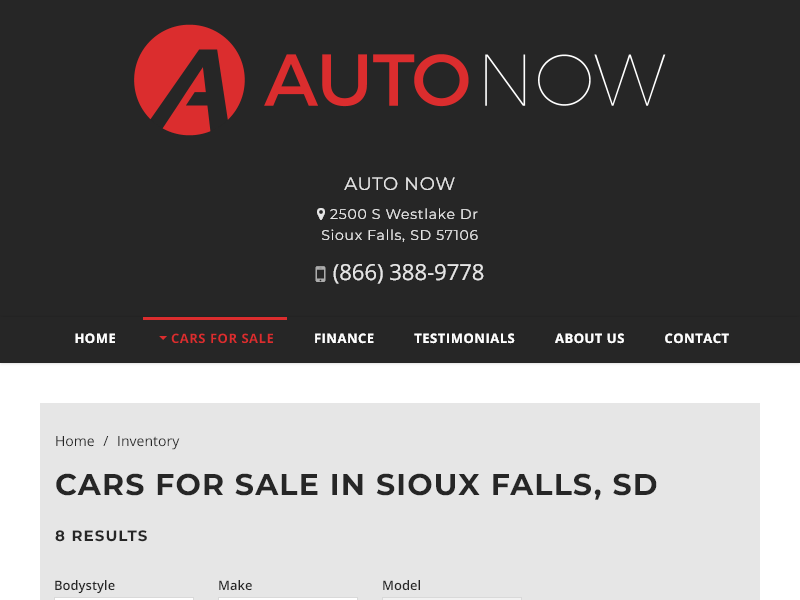 AUTO NOW
AUTO NOW
2500 S Westlake Dr
Sioux Falls, SD 57106
(866) 388-9778
HOME CARS FOR SALE FINANCE TESTIMONIALS ABOUT US CONTACT
Home / Inventory
CARS FOR SALE IN SIOUX FALLS, SD
8 RESULTS
Bodystyle Make Model